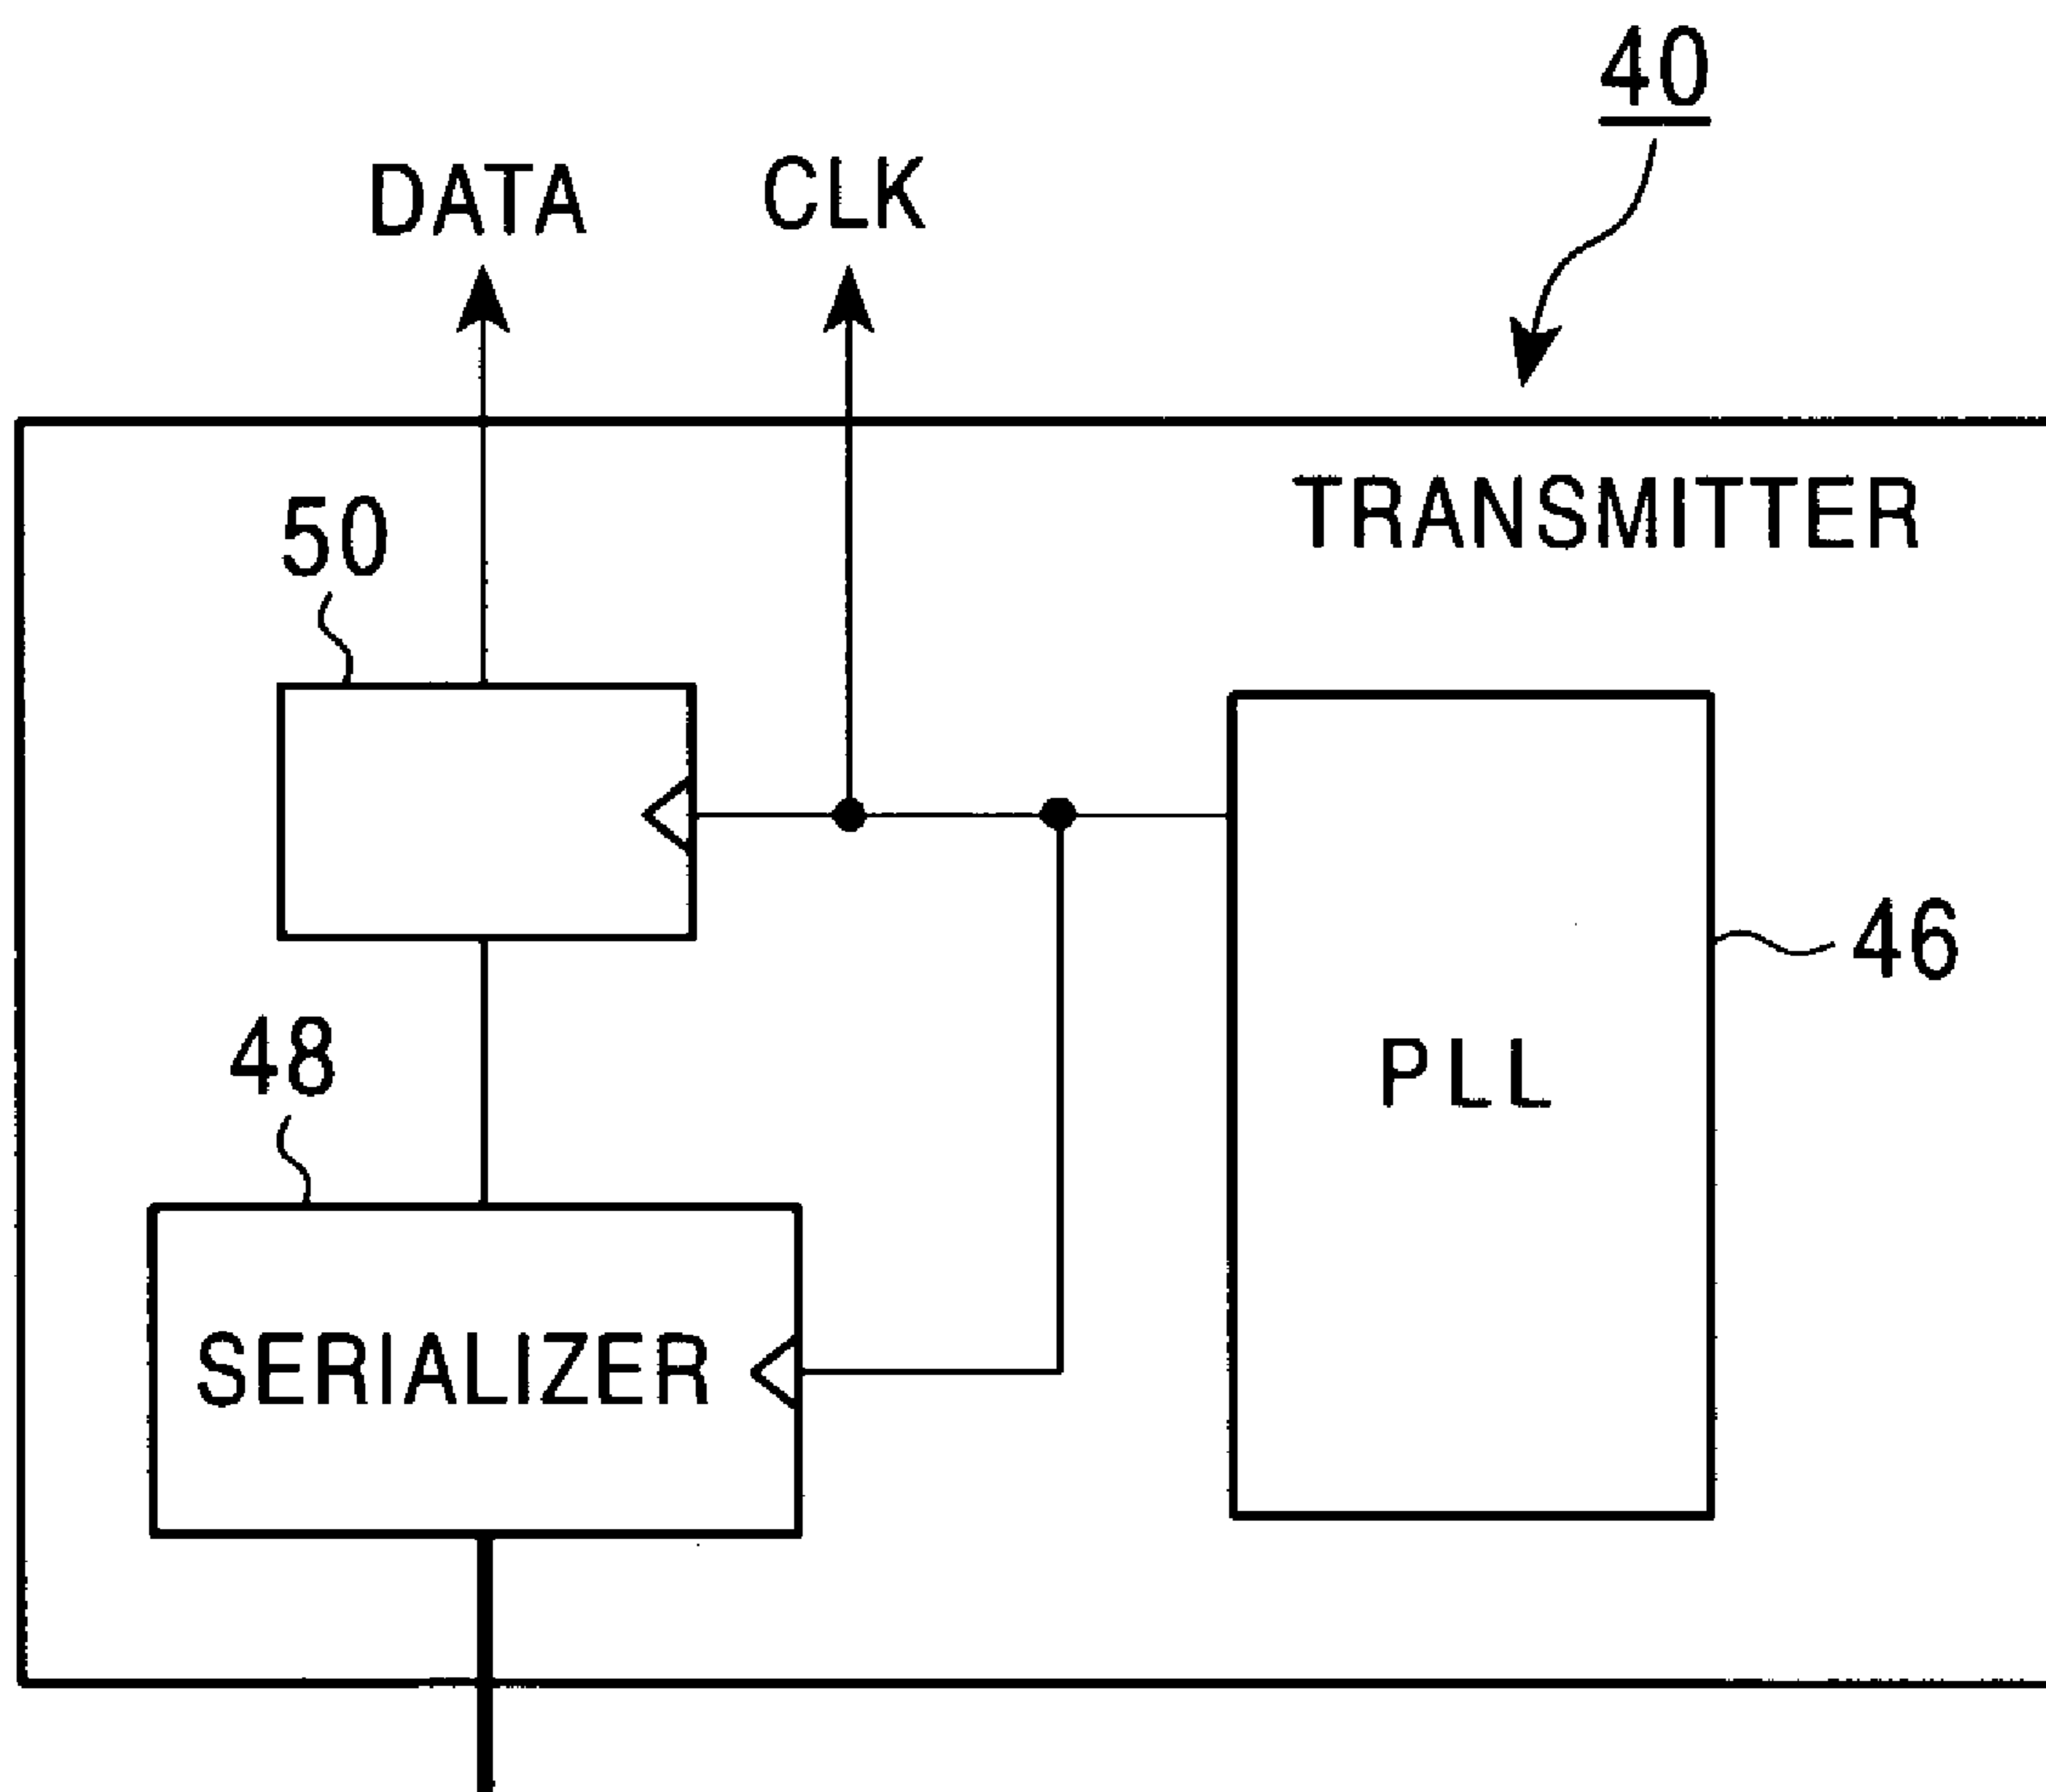 40
DATA
CLK
TRANSMITTER
50
46
48
PLL
SERIALIZER